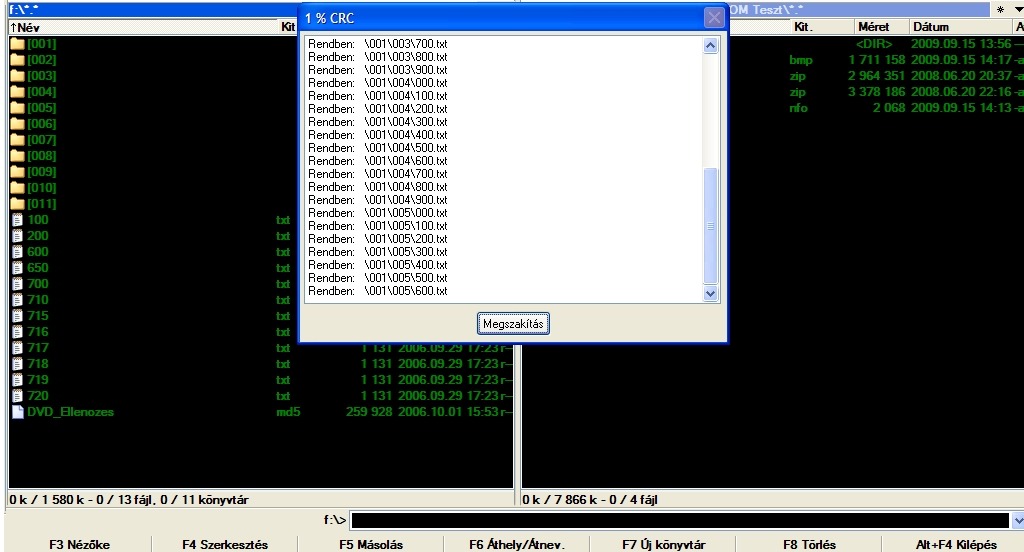 f:\*.*
↑Név Kit
[001]
[002]
[003]
[004]
[005]
[006]
[007]
[008]
[009]
[010]
[011]
100 txt
200 txt
600 txt
650 txt
700 txt
710 txt
715 txt
716 txt
717 txt 1 131 2006.09.29 17:23 r--
718 txt 1 131 2006.09.29 17:23 r--
719 txt 1 131 2006.09.29 17:23 r--
720 txt 1 131 2006.09.29 17:23 r--
DVD_Ellenozes md5 259 928 2006.10.01 15:53 r--
0 k / 1 580 k - 0 / 13 fájl, 0 / 11 könyvtár
1 % CRC
Rendben: \001\003\700.txt
Rendben: \001\003\800.txt
Rendben: \001\003\900.txt
Rendben: \001\004\000.txt
Rendben: \001\004\100.txt
Rendben: \001\004\200.txt
Rendben: \001\004\300.txt
Rendben: \001\004\400.txt
Rendben: \001\004\500.txt
Rendben: \001\004\600.txt
Rendben: \001\004\700.txt
Rendben: \001\004\800.txt
Rendben: \001\004\900.txt
Rendben: \001\005\000.txt
Rendben: \001\005\100.txt
Rendben: \001\005\200.txt
Rendben: \001\005\300.txt
Rendben: \001\005\400.txt
Rendben: \001\005\500.txt
Rendben: \001\005\600.txt
Megszakítás
OM Teszt\*.*
Kit. Méret Dátum A
<DIR> 2009.09.15 13:56 —
bmp 1 711 158 2009.09.15 14:17 -a
zip 2 964 351 2008.06.20 20:37 -a
zip 3 378 186 2008.06.20 22:16 -a
nfo 2 068 2009.09.15 14:13 -a
0 k / 7 866 k - 0 / 4 fájl
f:\>
F3 Nézőke F4 Szerkesztés F5 Másolás F6 Áthely/Átnev. F7 Új könyvtár F8 Törlés Alt+F4 Kilépés